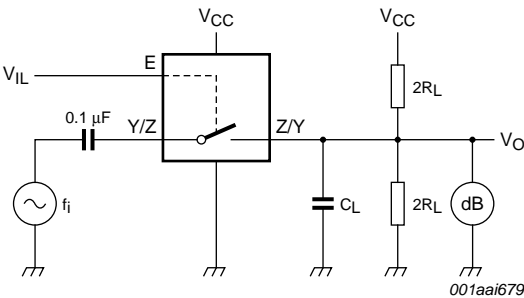 VCC
VCC
E
VIL
2RL
0.1 μF
Y/Z
Z/Y
VO
fi
CL
2RL
dB
001aai679